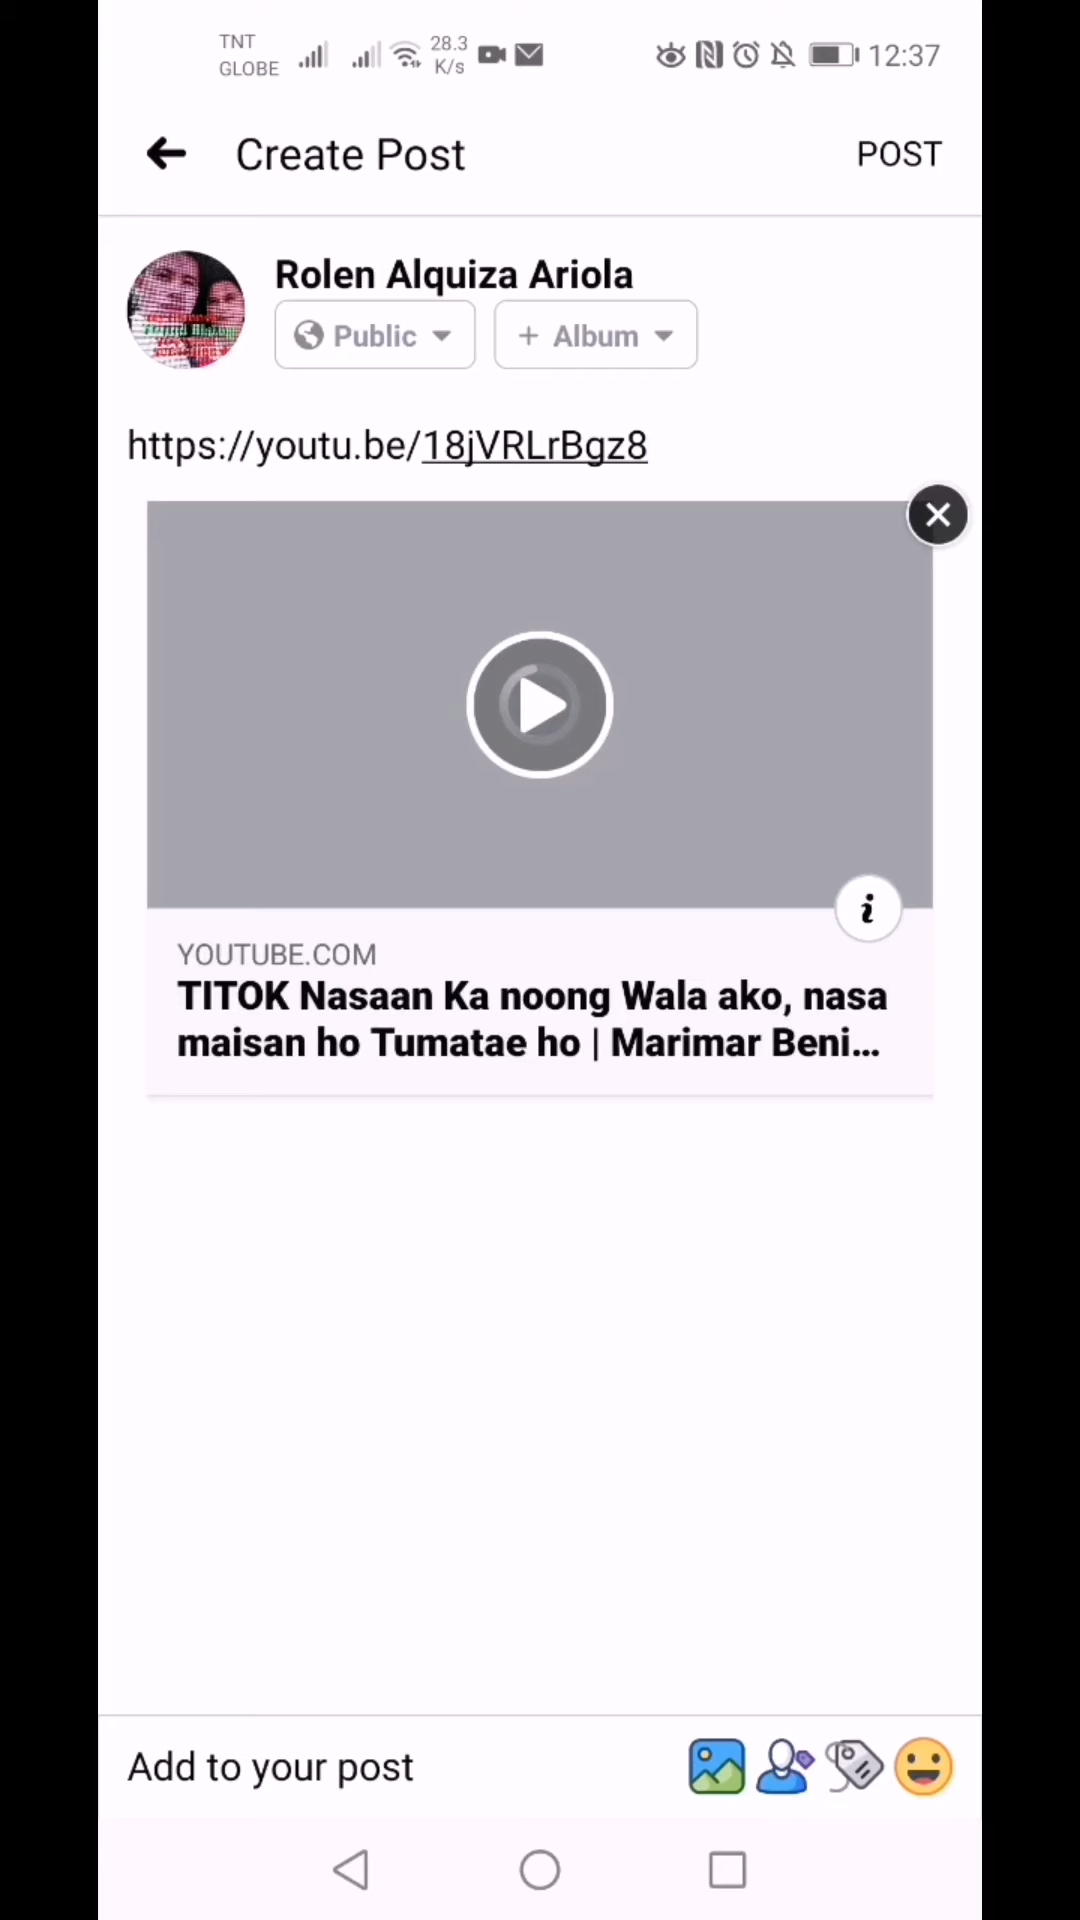 TNT
GLOBE
28.3
K/s
12:37
Create Post
POST
Rolen Alquiza Ariola
Public
+ Album
https://youtu.be/18jVRLrBgz8
YOUTUBE.COM
TITOK Nasaan Ka noong Wala ako, nasa
maisan ho Tumatae ho | Marimar Beni...
Add to your post